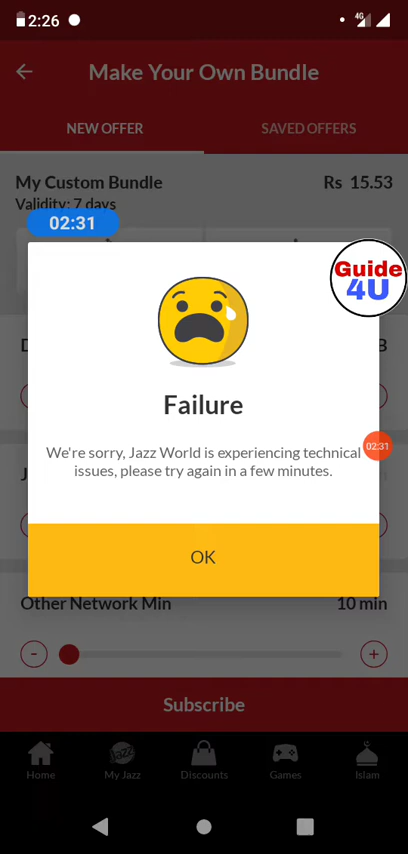 2:26
4G
Make Your Own Bundle
NEW OFFER
SAVED OFFERS
My Custom Bundle
Rs 15.53
Validity: 7 days
02:31
Guide
4U
Failure
We're sorry, Jazz World is experiencing technical
issues, please try again in a few minutes.
02:31
OK
Other Network Min
10 min
-
+
Subscribe
Jazz
Home
My Jazz
Discounts
Games
Islam